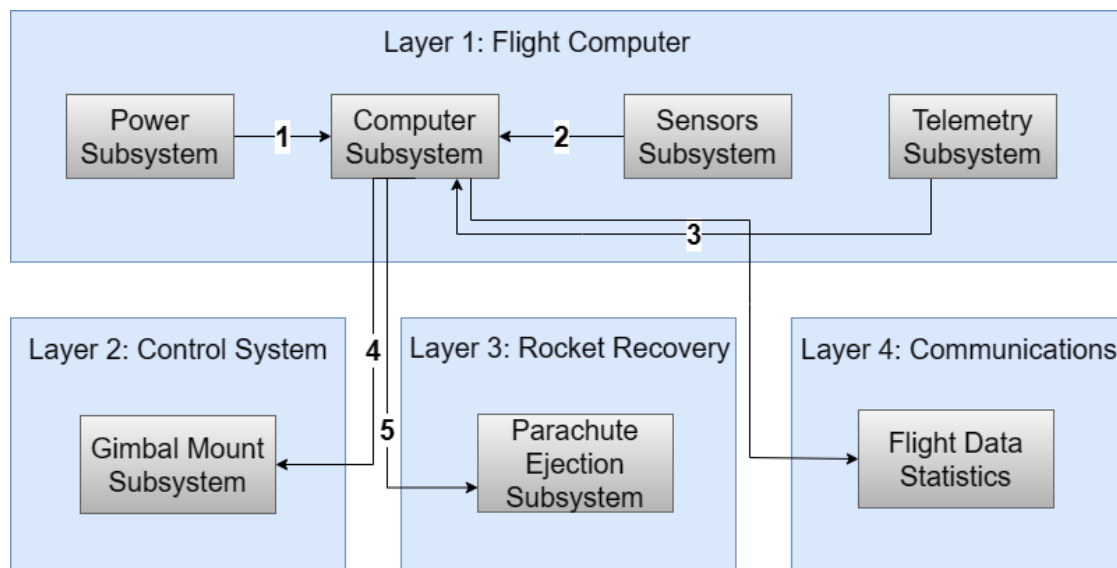 Layer 1: Flight Computer
Power
Subsystem
1
Computer
Subsystem
2
Sensors
Subsystem
Telemetry
Subsystem
3
Layer 2: Control System
4
Gimbal Mount
Subsystem
5
Layer 3: Rocket Recovery
Parachute
Ejection
Subsystem
Layer 4: Communications
Flight Data
Statistics